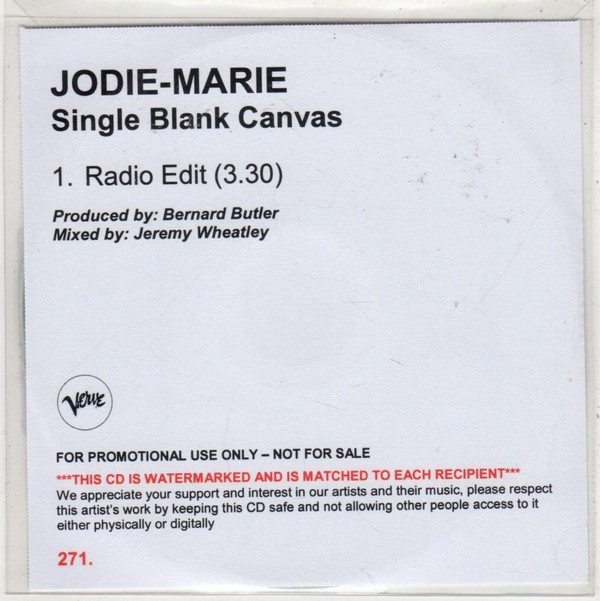 JODIE-MARIE
Single Blank Canvas
1. Radio Edit (3.30)
Produced by: Bernard Butler
Mixed by: Jeremy Wheatley
Verve
FOR PROMOTIONAL USE ONLY – NOT FOR SALE
***THIS CD IS WATERMARKED AND IS MATCHED TO EACH RECIPIENT***
We appreciate your support and interest in our artists and their music, please respect
this artist's work by keeping this CD safe and not allowing other people access to it
either physically or digitally
271.